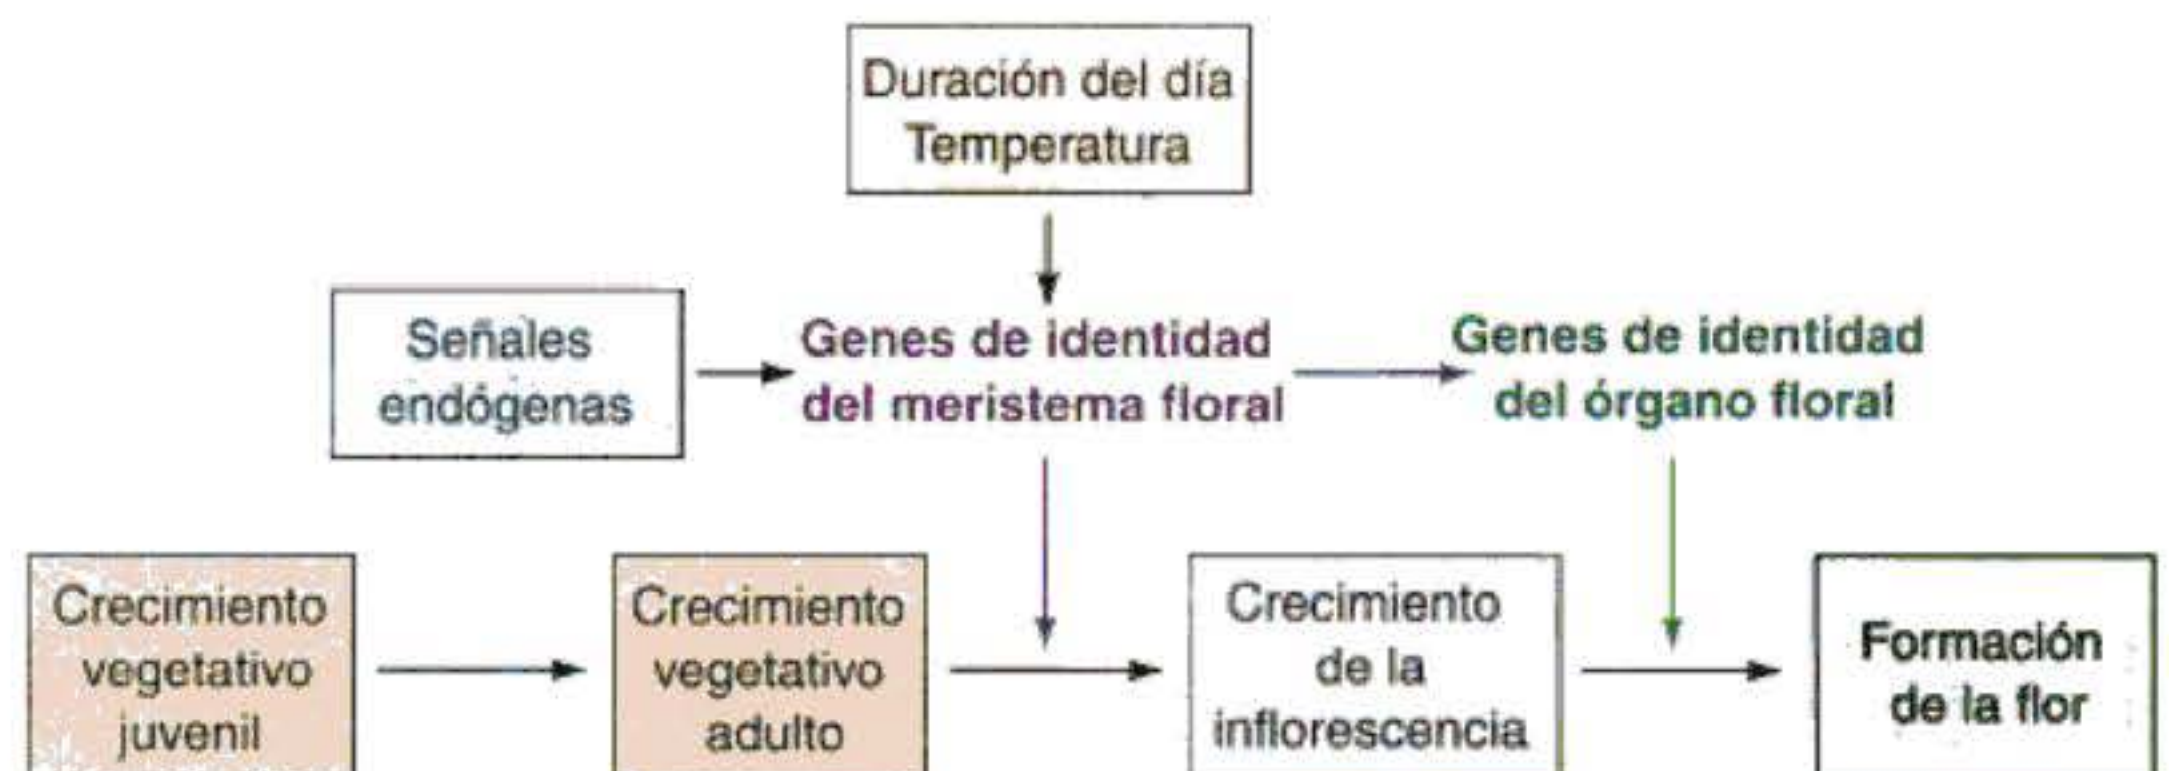 Duración del día
Temperatura
Señales
endógenas
Genes de identidad
del meristema floral
Genes de identidad
del órgano floral
Crecimiento
vegetativo
juvenil
Crecimiento
vegetativo
adulto
Crecimiento
de la
inflorescencia
Formación
de la flor